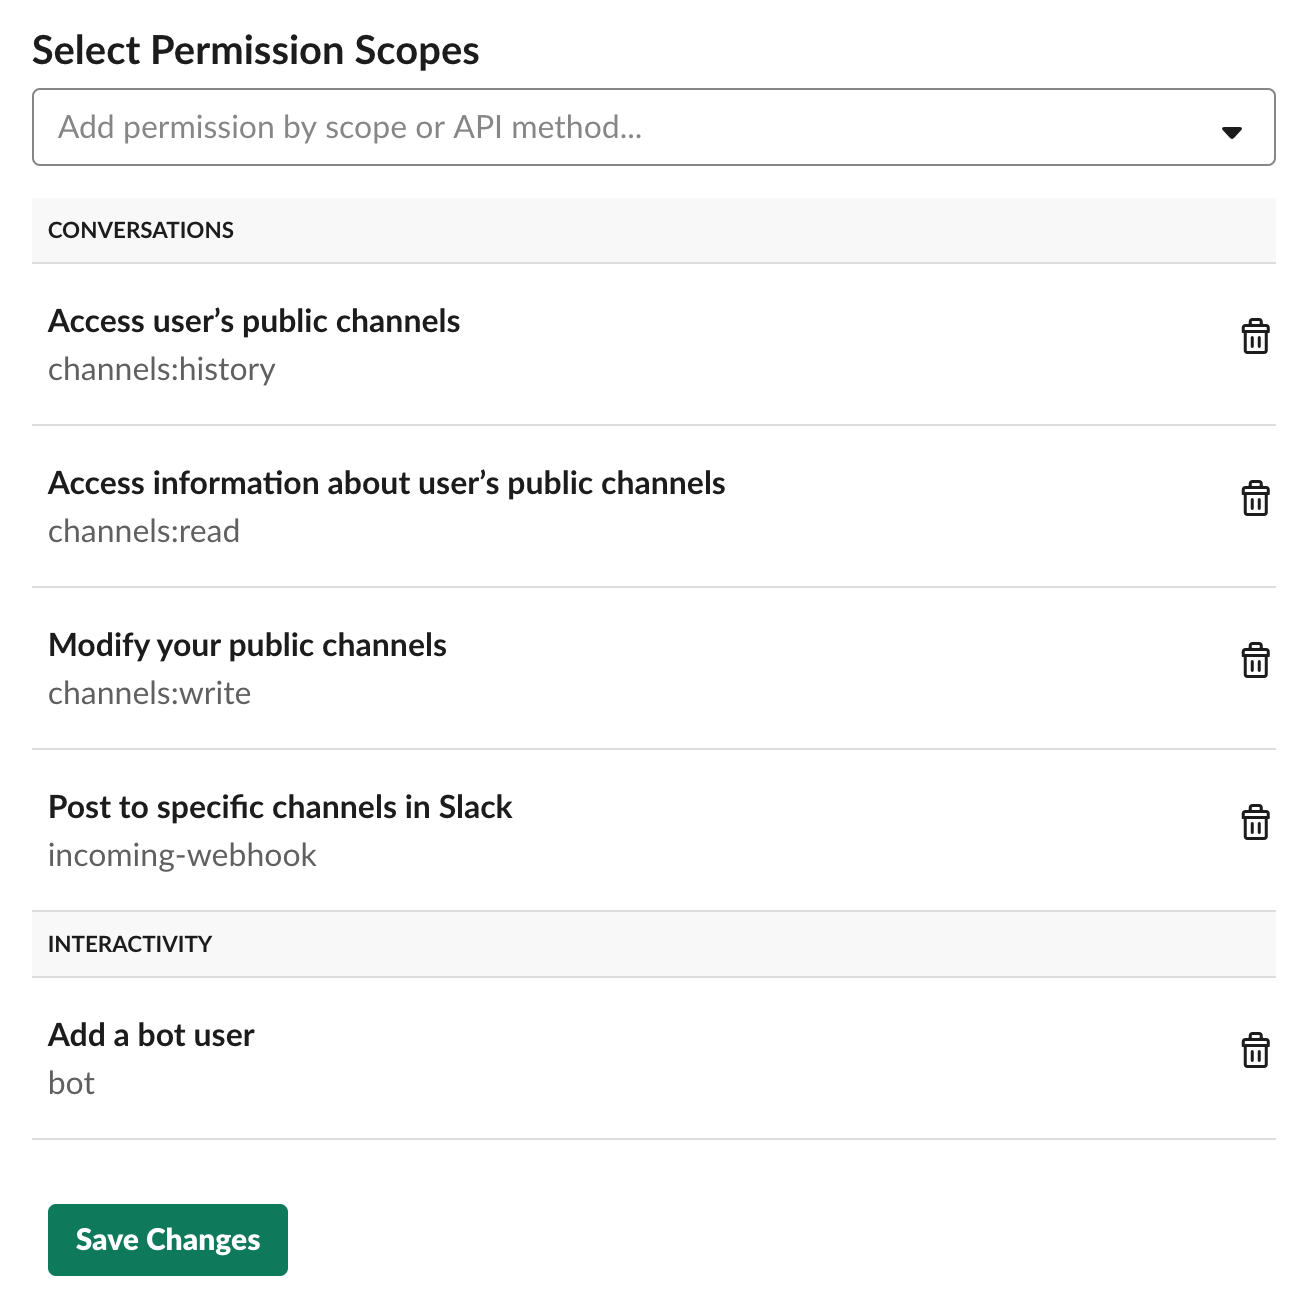 Select Permission Scopes
Add permission by scope or API method...
CONVERSATIONS
Access user’s public channels
channels:history
Access information about user’s public channels
channels:read
Modify your public channels
channels:write
Post to specific channels in Slack
incoming-webhook
INTERACTIVITY
Add a bot user
bot
Save Changes